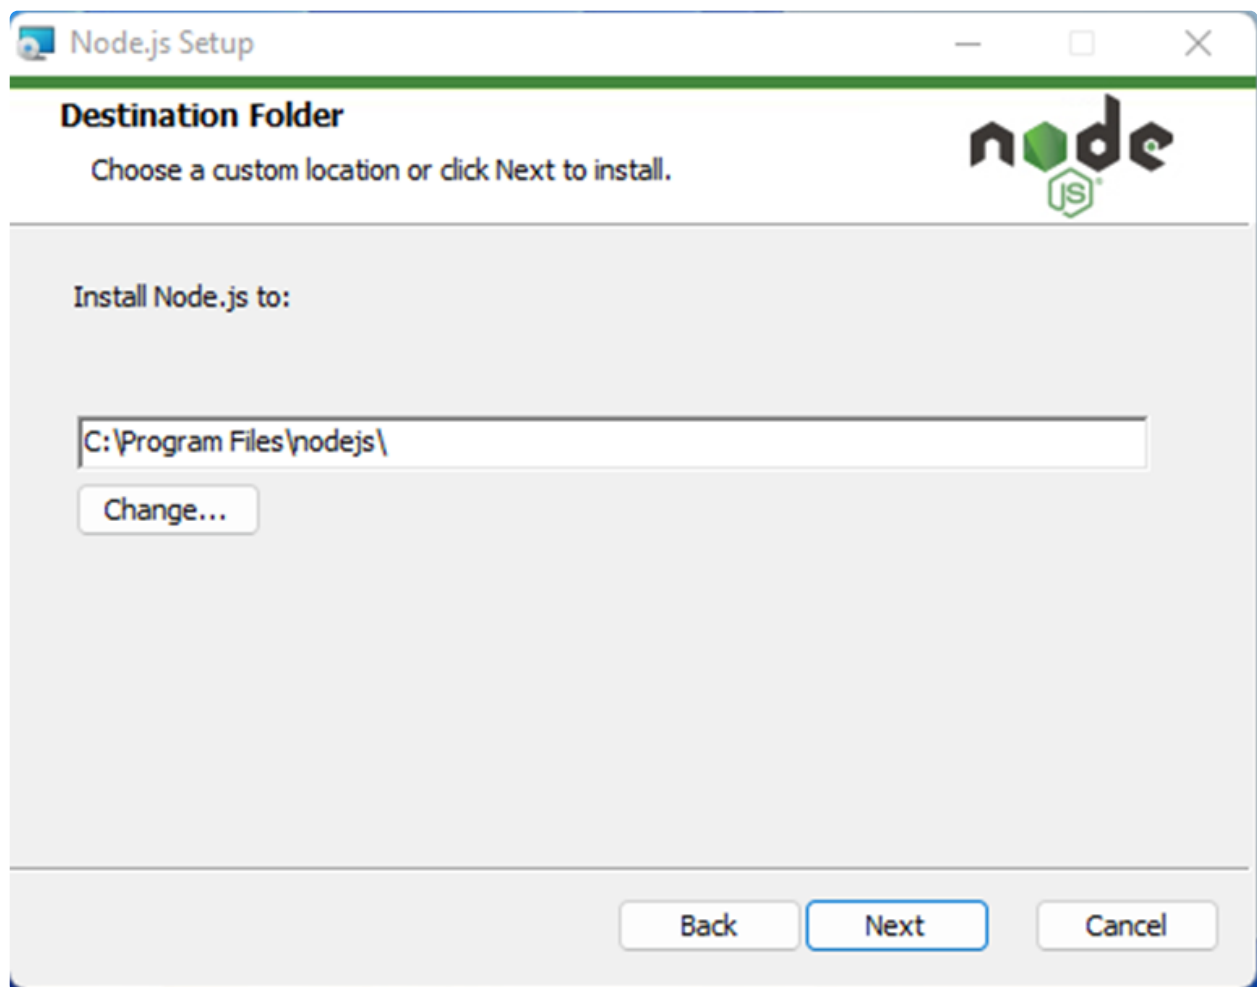 Node.js Setup
Destination Folder
Choose a custom location or click Next to install.
node
JS
Install Node.js to:
C:\Program Files\nodejs\
Change...
Back
Next
Cancel